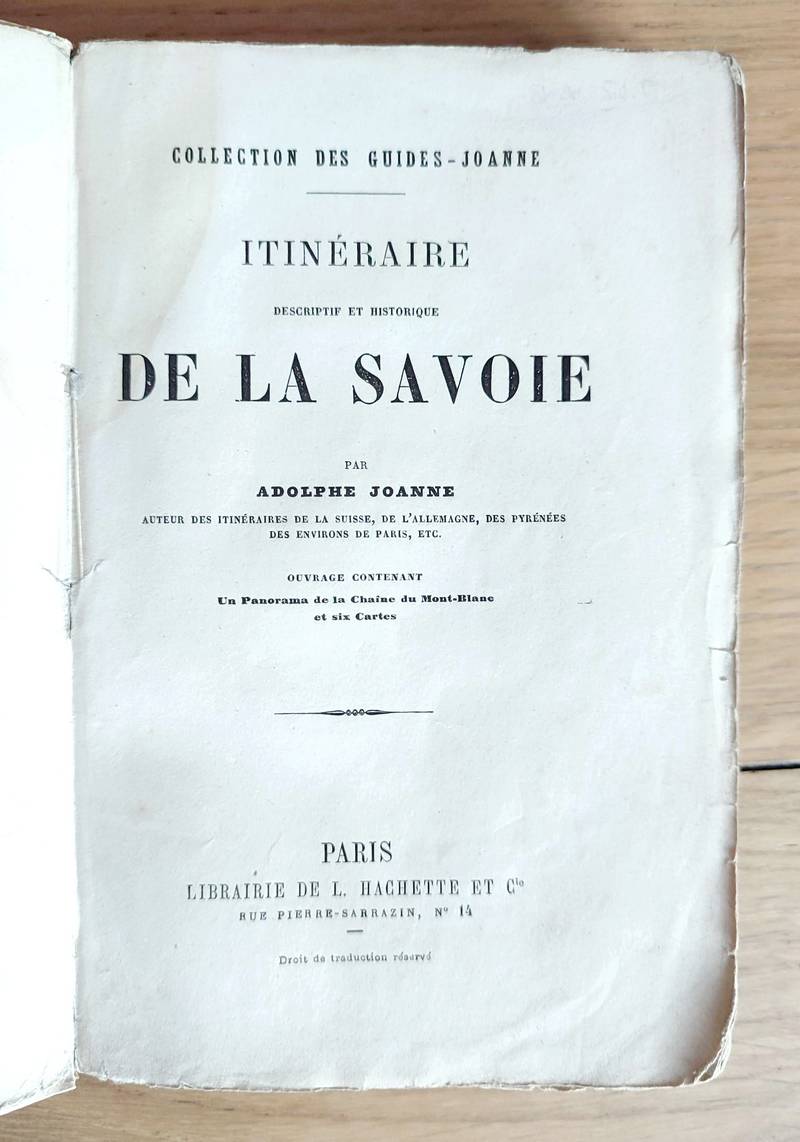 COLLECTION DES GUIDES-JOANNE
ITINÉRAIRE
DESCRIPTIF ET HISTORIQUE
DE LA SAVOIE
PAR
ADOLPHE JOANNE
AUTEUR DES ITINÉRAIRES DE LA SUISSE, DE L'ALLEMAGNE, DES PYRÉNÉES
DES ENVIRONS DE PARIS, ETC.
OUVRAGE CONTENANT
Un Panorama de la Chaîne du Mont-Blanc
et six Cartes
PARIS
LIBRAIRIE DE L. HACHETTE ET Cie
RUE PIERRE-SARRAZIN, N° 14
Droit de traduction réservé